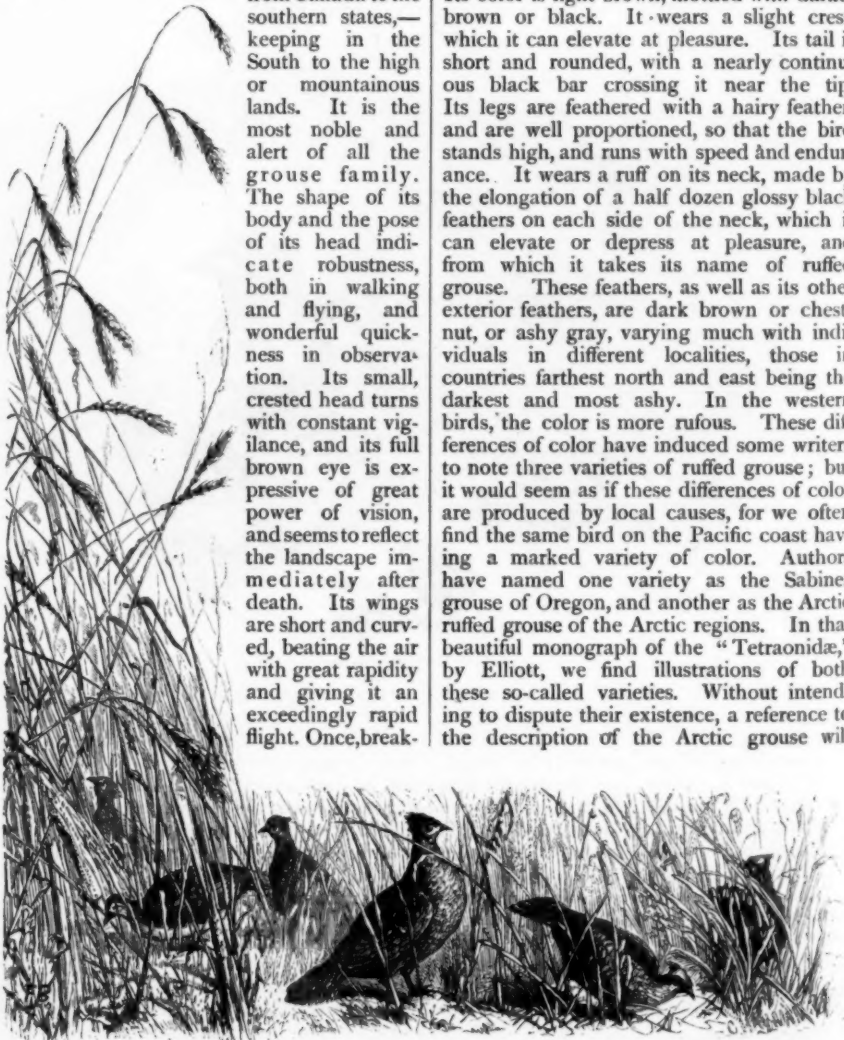 southern states,—
keeping in the
South to the high
or mountainous
lands. It is the
most noble and
alert of all the
grouse family.
The shape of its
body and the pose
of its head indi-
cate robustness,
both in walking
and flying, and
wonderful quick-
ness in observa-
tion. Its small,
crested head turns
with constant vig-
ilance, and its full
brown eye is ex-
pressive of great
power of vision,
and seems to reflect
the landscape im-
mediately after
death. Its wings
are short and curv-
ed, beating the air
with great rapidity
and giving it an
exceedingly rapid
flight. Once, break-
brown or black. It wears a slight cres
which it can elevate at pleasure. Its tail i
short and rounded, with a nearly continu
ous black bar crossing it near the tip
Its legs are feathered with a hairy feather
and are well proportioned, so that the bird
stands high, and runs with speed and endur
ance. It wears a ruff on its neck, made b
the elongation of a half dozen glossy blac
feathers on each side of the neck, which i
can elevate or depress at pleasure, and
from which it takes its name of ruffed
grouse. These feathers, as well as its othe
exterior feathers, are dark brown or chest
nut, or ashy gray, varying much with indi
viduals in different localities, those i
countries farthest north and east being th
darkest and most ashy. In the western
birds, the color is more rufous. These dif
ferences of color have induced some writer
to note three varieties of ruffed grouse; bu
it would seem as if these differences of colo
are produced by local causes, for we often
find the same bird on the Pacific coast hav
ing a marked variety of color. Author
have named one variety as the Sabine
grouse of Oregon, and another as the Arctic
ruffed grouse of the Arctic regions. In tha
beautiful monograph of the “ Tetraonidæ,”
by Elliott, we find illustrations of both
these so-called varieties. Without intend
ing to dispute their existence, a reference t
the description of the Arctic grouse wil